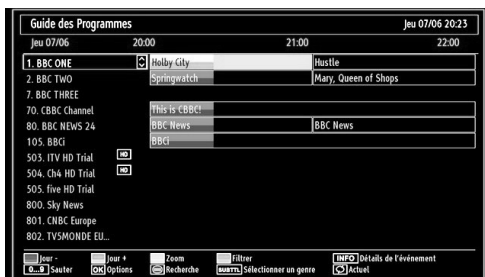 Guide des Programmes Jeu 07/06 20:23
Jeu 07/06 20:00 21:00 22:00
1. BBC ONE Holby City Hustle
2. BBC TWO Springwatch Mary, Queen of Shops
7. BBC THREE
70. CBBC Channel This is CBBC!
80. BBC NEWS 24 BBC News BBC News
105. BBCi BBCi
503. ITV HD Trial HD
504. Ch4 HD Trial HD
505. five HD Trial
800. Sky News
801. CNBC Europe
802. TV5MONDE EU...
Jour - Jour + Zoom Filtrer INFO Détails de l'événement
0...9 Sauter OK Options Recherche SUBTTL Sélectionner un genre Actuel